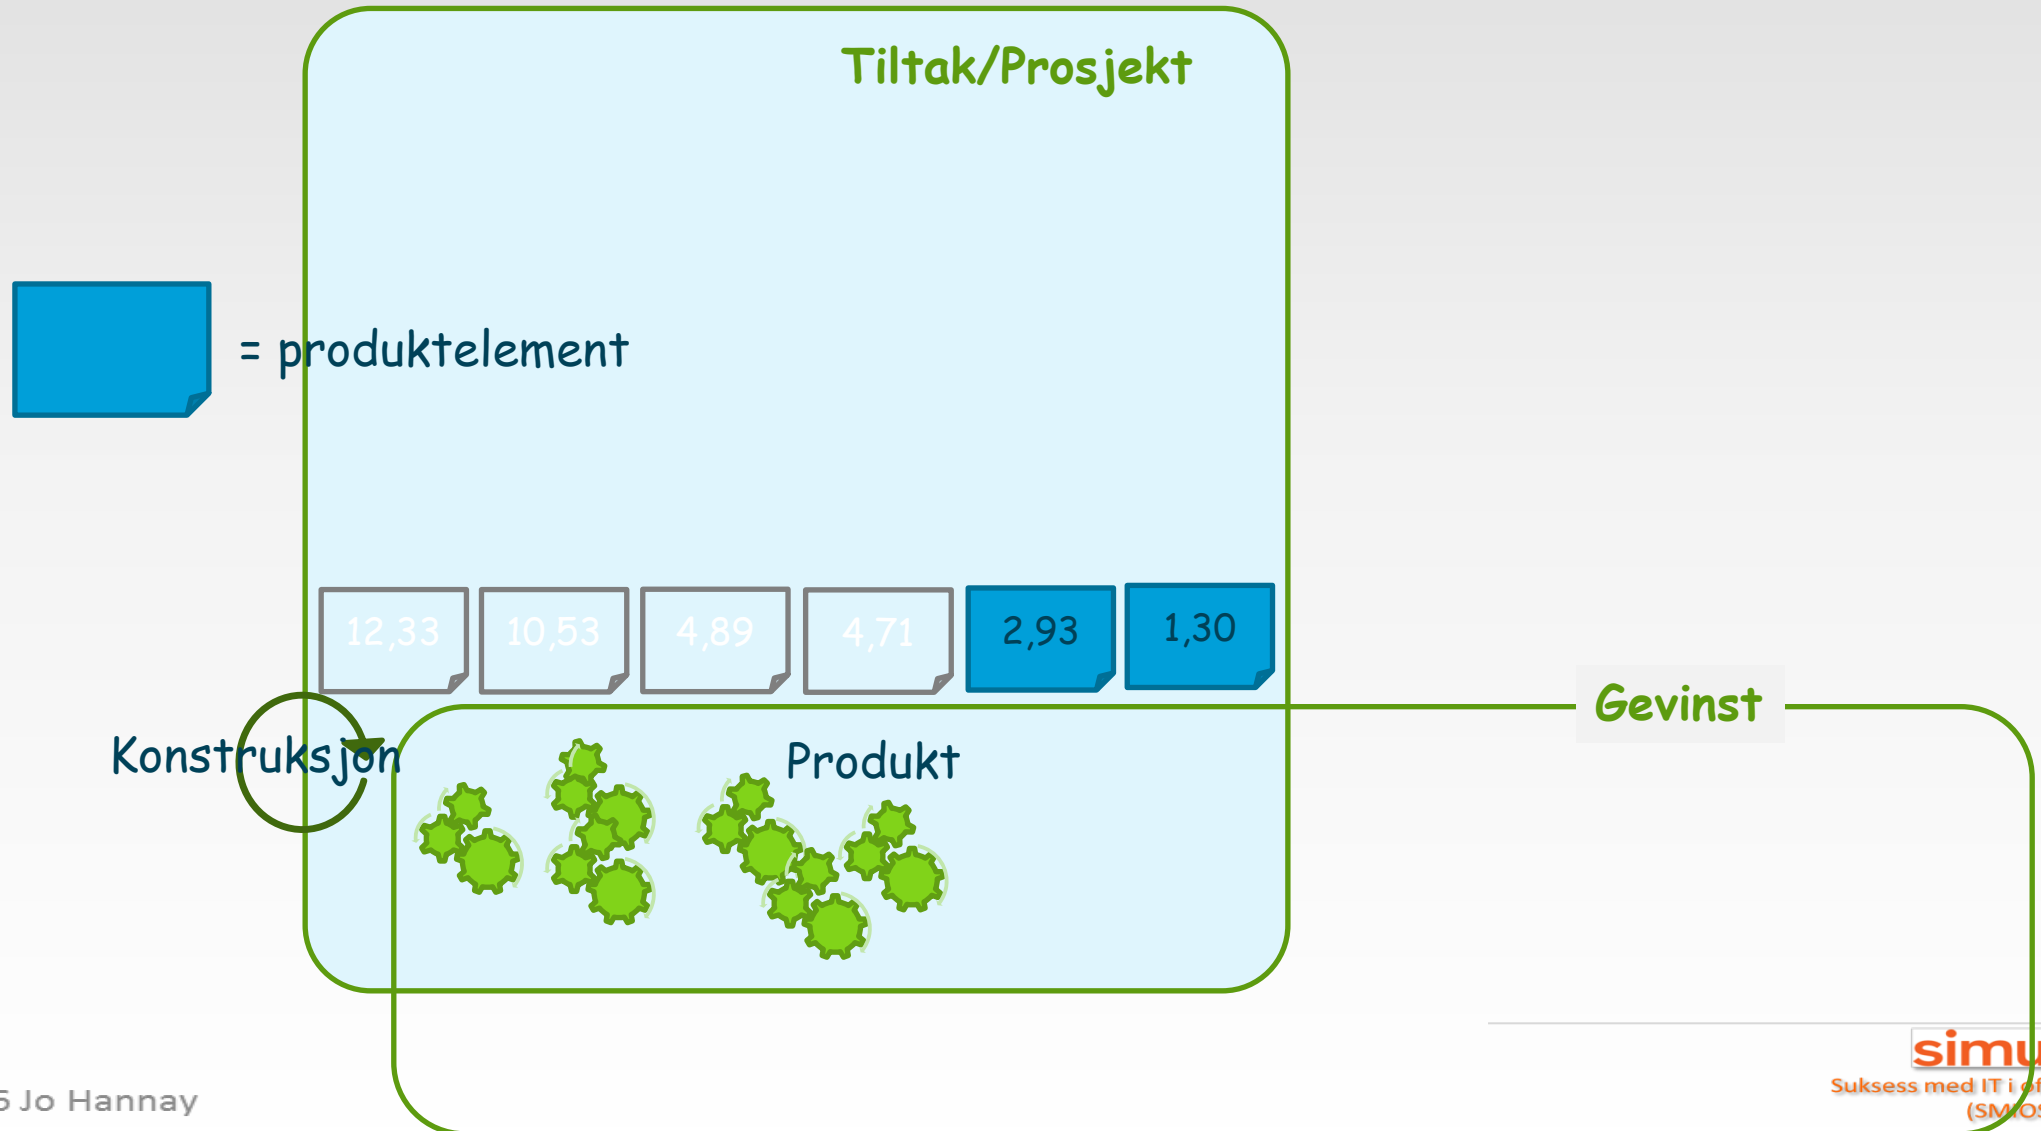 Tiltak/Prosjekt
= produktelement
12,33 10,53 4,89 4,71 2,93 1,30
Gevinst
Konstruksjon
Produkt
Jo Hannay
Suksess med IT i